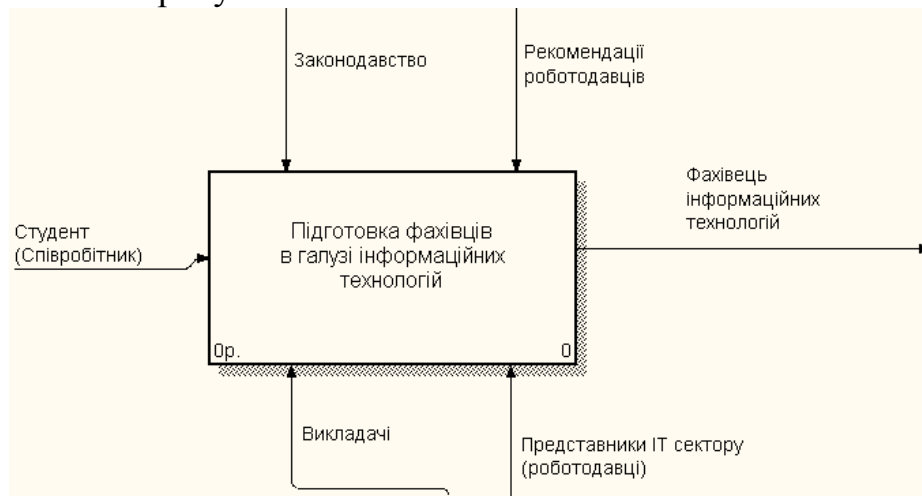 Законодавство
Рекомендації
роботодавців
Фахівець
інформаційних
технологій
Студент
(Співробітник)
Підготовка фахівців
в галузі інформаційних
технологій
0р.
0
Викладачі
Представники ІТ сектору
(роботодавці)